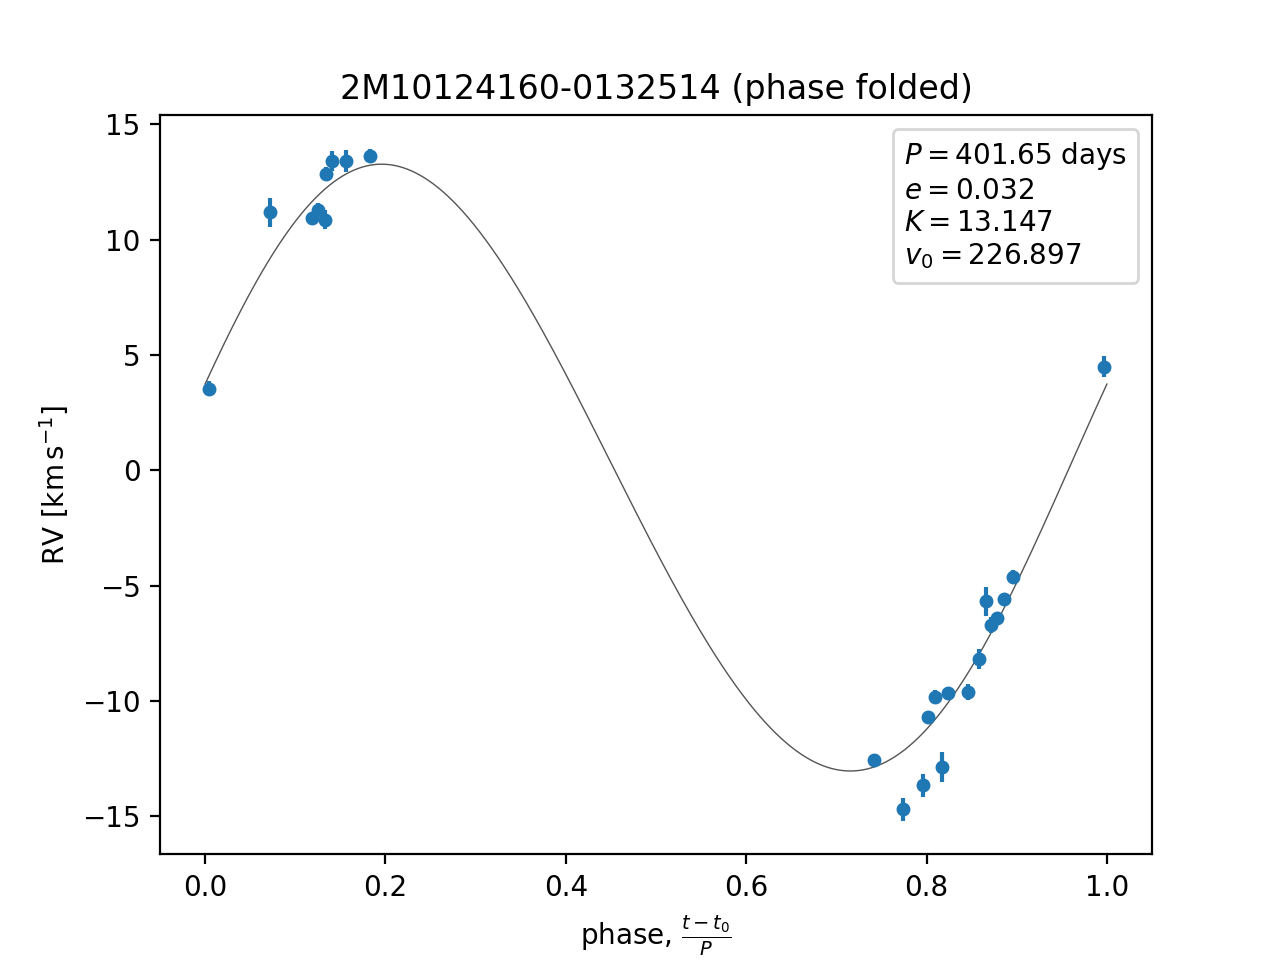 2M10124160-0132514 (phase folded)
P = 401.65 days
e = 0.032
K = 13.147
v₀ = 226.897
RV [km s⁻¹]
15
10
5
0
−5
−10
−15
0.0 0.2 0.4 0.6 0.8 1.0
phase, (t − t₀)/P